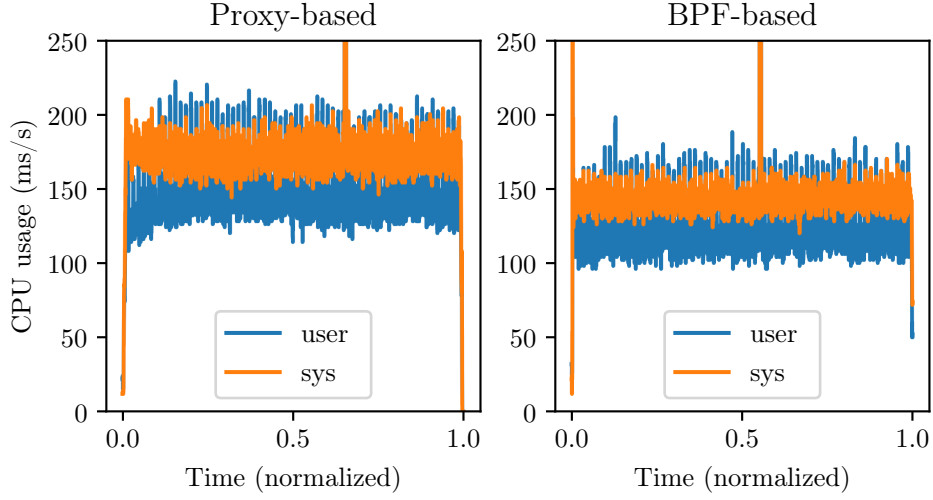 Proxy-based
BPF-based
CPU usage (ms/s)
250
200
150
100
50
0
250
200
150
100
50
0
user
sys
user
sys
0.0
0.5
1.0
0.0
0.5
1.0
Time (normalized)
Time (normalized)